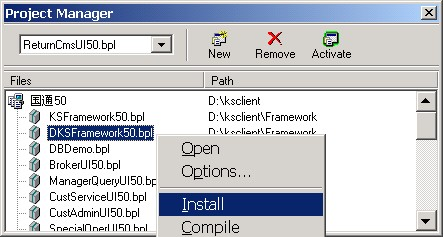 Project Manager
ReturnCmsUI50.bpl
New
Remove
Activate
Files
Path
国通50
D:\ksclient
KSFramework50.bpl
D:\ksclient\Framework
DKSFramework50.bpl
D:\ksclient\Framework
DBDemo.bpl
BrokerUI50.bpl
ManagerQueryUI50.bp
CustServiceUI50.bpl
CustAdminUI50.bpl
SpecialOperUI50.bpl
Open
Options...
Install
Compile